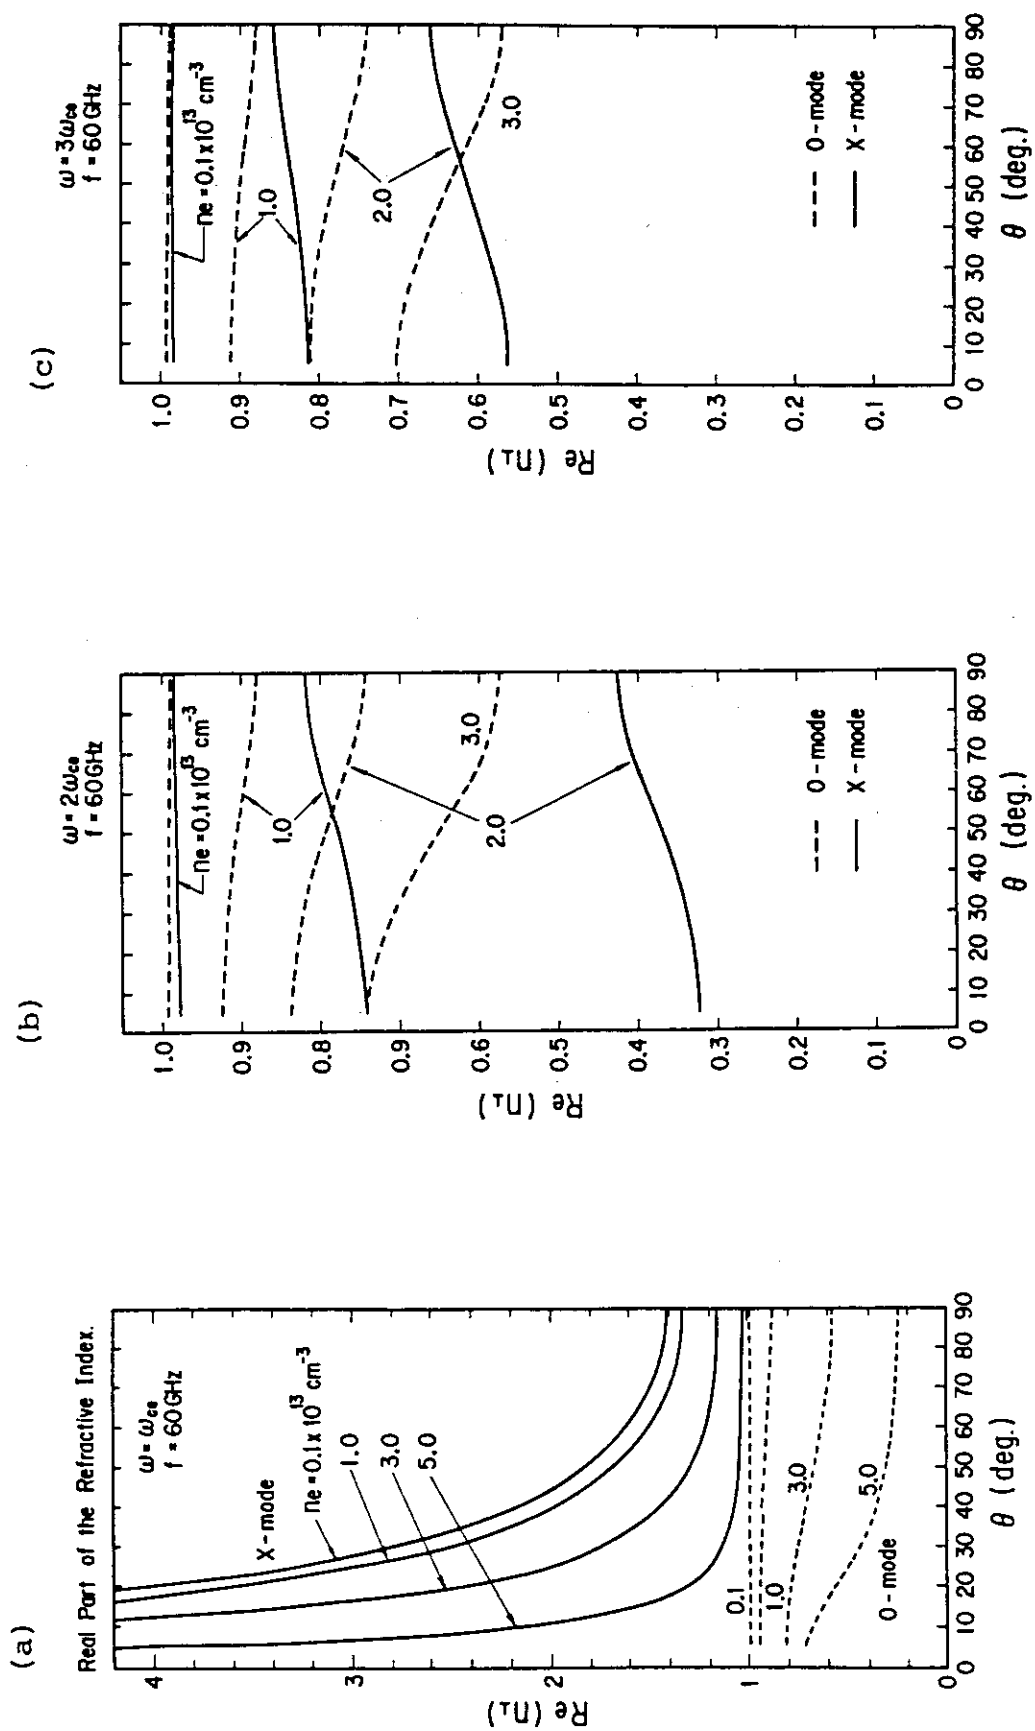 (a)
Real Part of the Refractive Index.
ω = ωce
f = 60 GHz
X-mode
ne = 0.1 x 10^13 cm^-3
1.0
3.0
5.0
0.1
1.0
3.0
5.0
O-mode
4
3
2
1
0
Re (n⊥)
0 10 20 30 40 50 60 70 80 90
θ (deg.)
(b)
ω = 2ωce
f = 60 GHz
ne = 0.1 x 10^13 cm^-3
1.0
3.0
2.0
O-mode
X-mode
1.0
0.9
0.8
0.9
0.6
0.5
0.4
0.3
0.2
0.1
0
Re (n⊥)
0 10 20 30 40 50 60 70 80 90
θ (deg.)
(c)
ω = 3ωce
f = 60 GHz
ne = 0.1 x 10^13 cm^-3
1.0
2.0
3.0
O-mode
X-mode
1.0
0.9
0.8
0.7
0.6
0.5
0.4
0.3
0.2
0.1
0
Re (n⊥)
0 10 20 30 40 50 60 70 80 90
θ (deg.)